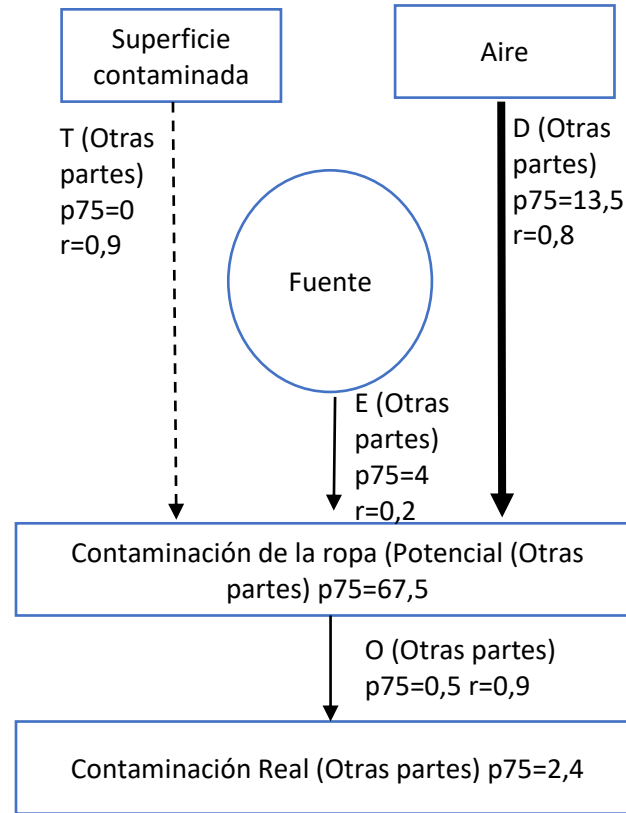 Superficie
contaminada
Aire
T (Otras
partes)
p75=0
r=0,9
D (Otras
partes)
p75=13,5
r=0,8
Fuente
E (Otras
partes)
p75=4
r=0,2
Contaminación de la ropa (Potencial (Otras
partes) p75=67,5
O (Otras partes)
p75=0,5 r=0,9
Contaminación Real (Otras partes) p75=2,4